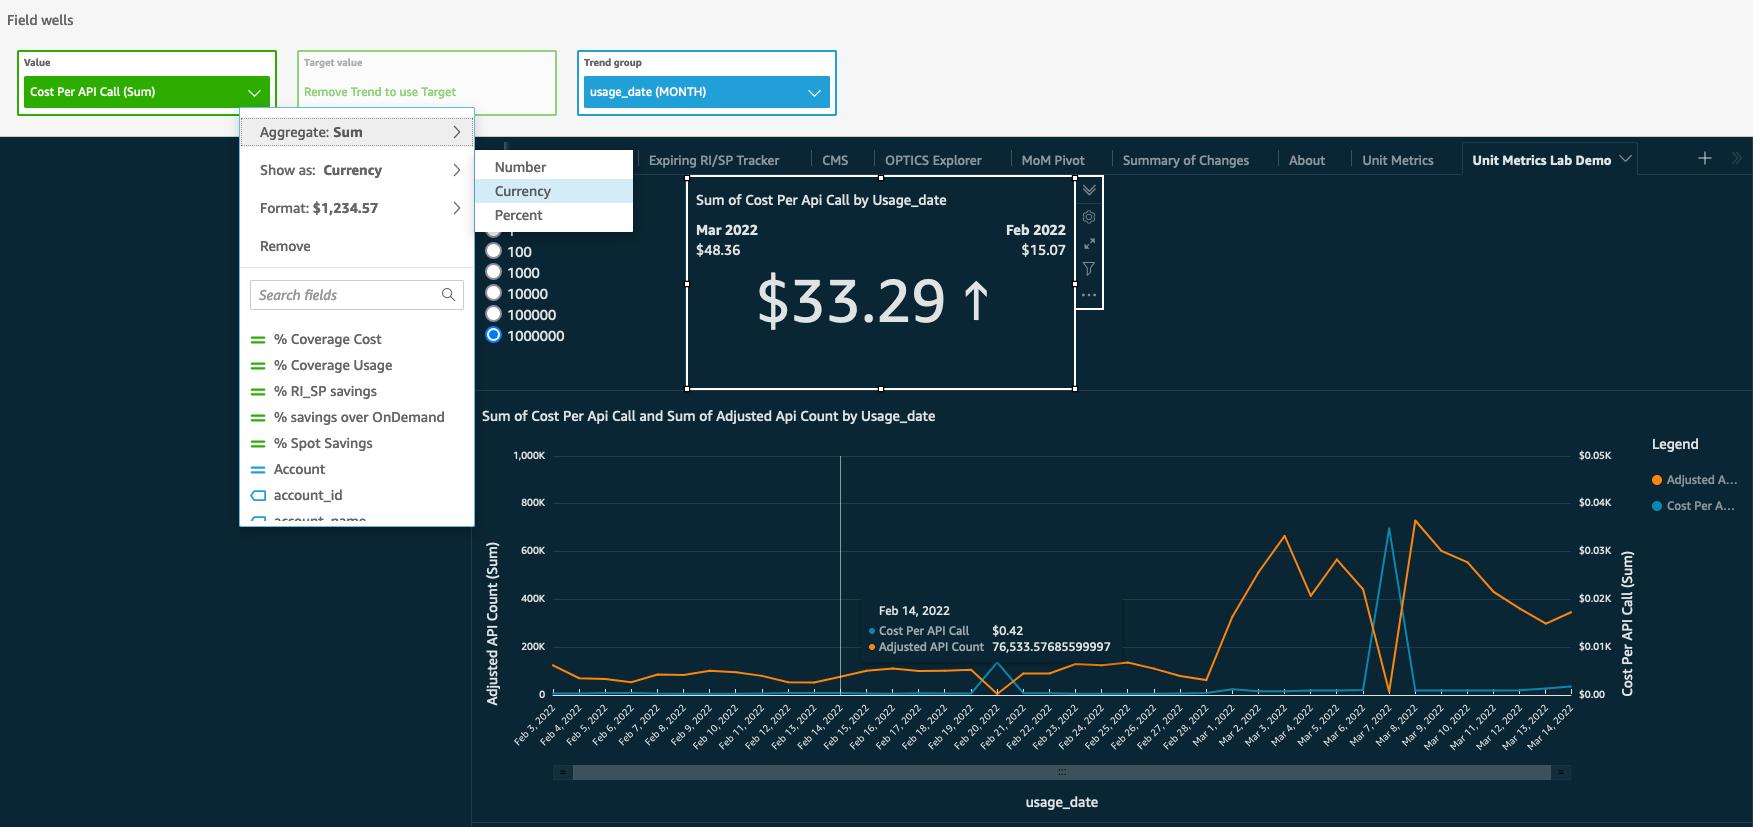 Field wells
Value
Cost Per API Call (Sum)
Target value
Remove Trend to use Target
Trend group
usage_date (MONTH)
Aggregate: Sum
Show as: Currency
Format: $1,234.57
Remove
Search fields
% Coverage Cost
% Coverage Usage
% RI_SP savings
% savings over OnDemand
% Spot Savings
Account
account_id
account_name
Number
Currency
Percent
Expiring RI/SP Tracker
CMS
OPTICS Explorer
MoM Pivot
Summary of Changes
About
Unit Metrics
Unit Metrics Lab Demo
1
100
1000
10000
100000
1000000
Sum of Cost Per Api Call by Usage_date
Mar 2022
Feb 2022
$48.36
$15.07
$33.29 ↑
Sum of Cost Per Api Call and Sum of Adjusted Api Count by Usage_date
Adjusted API Count (Sum)
1,000K
800K
600K
400K
200K
0
Feb 14, 2022
Cost Per API Call $0.42
Adjusted API Count 76,533.57685599997
$0.05K
$0.04K
$0.03K
$0.02K
$0.01K
$0.00
Cost Per API Call (Sum)
Legend
Adjusted A...
Cost Per A...
Feb 3, 2022
Feb 4, 2022
Feb 5, 2022
Feb 6, 2022
Feb 7, 2022
Feb 8, 2022
Feb 9, 2022
Feb 10, 2022
Feb 11, 2022
Feb 12, 2022
Feb 13, 2022
Feb 14, 2022
Feb 15, 2022
Feb 16, 2022
Feb 17, 2022
Feb 18, 2022
Feb 19, 2022
Feb 20, 2022
Feb 21, 2022
Feb 22, 2022
Feb 23, 2022
Feb 24, 2022
Feb 25, 2022
Feb 26, 2022
Feb 27, 2022
Feb 28, 2022
Mar 1, 2022
Mar 2, 2022
Mar 3, 2022
Mar 4, 2022
Mar 5, 2022
Mar 6, 2022
Mar 7, 2022
Mar 8, 2022
Mar 9, 2022
Mar 10, 2022
Mar 11, 2022
Mar 12, 2022
Mar 13, 2022
Mar 14, 2022
usage_date